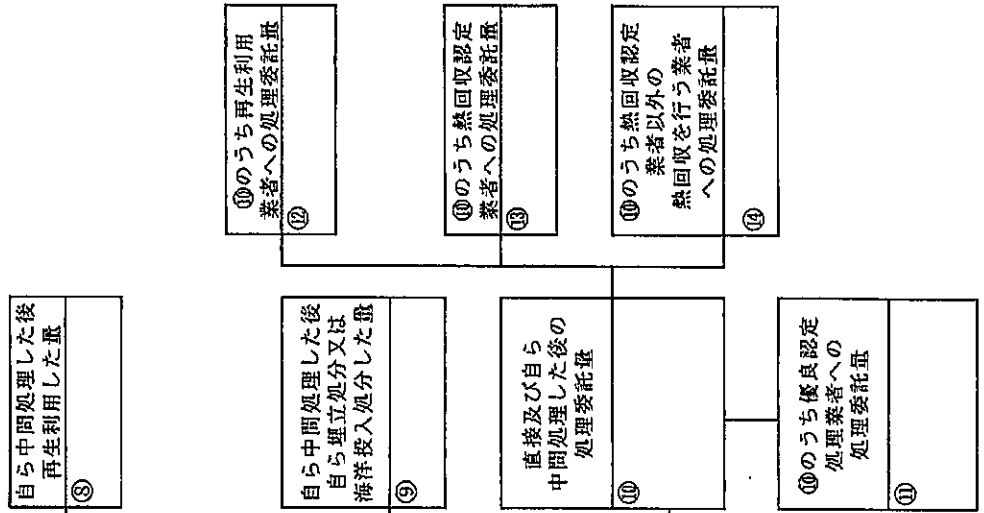 自ら中間処理した後
再生利用した量
⑧
自ら中間処理した後
自ら埋立処分又は
海洋投入処分した量
⑨
直接及び自ら
中間処理した後の
処理委託量
⑩
⑩のうち優良認定
処理業者への
処理委託量
⑪
⑩のうち再生利用
業者への処理委託量
⑫
⑩のうち熱回収認定
業者への処理委託量
⑬
⑩のうち熱回収認定
業者以外の
熱回収を行う業者
への処理委託量
⑭